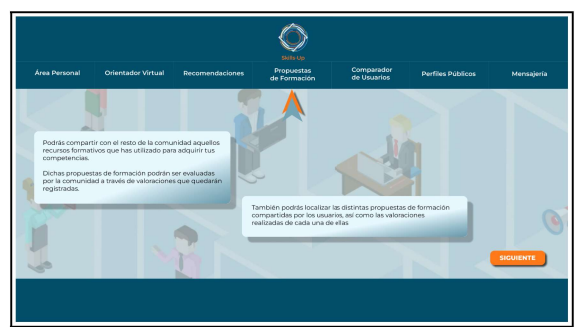 Skills Up
Área Personal
Orientador Virtual
Recomendaciones
Propuestas
de Formación
Comparador
de Usuarios
Perfiles Públicos
Mensajería
Podrás compartir con el resto de la comunidad aquellos
recursos formativos que has utilizado para adquirir tus
competencias.
Dichas propuestas de formación podrán ser evaluadas
por la comunidad a través de valoraciones que quedarán
registradas.
También podrás localizar las distintas propuestas de formación
compartidas por los usuarios, así como las valoraciones
realizadas de cada una de ellas
SIGUIENTE